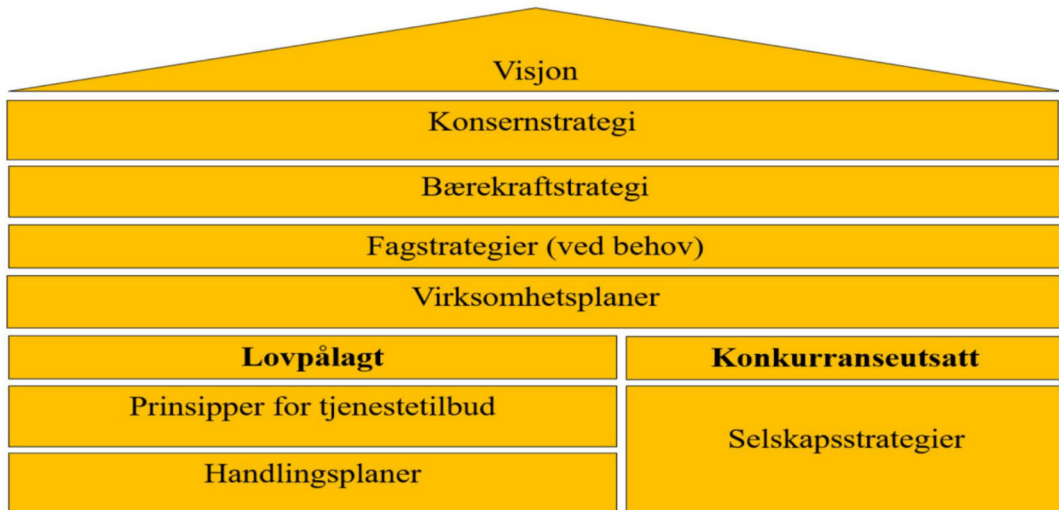 Visjon
Konsernstrategi
Bærekraftstrategi
Fagstrategier (ved behov)
Virksomhetsplaner
Lovpålagt
Konkurranseutsatt
Prinsipper for tjenestetilbud
Selskapsstrategier
Handlingsplaner